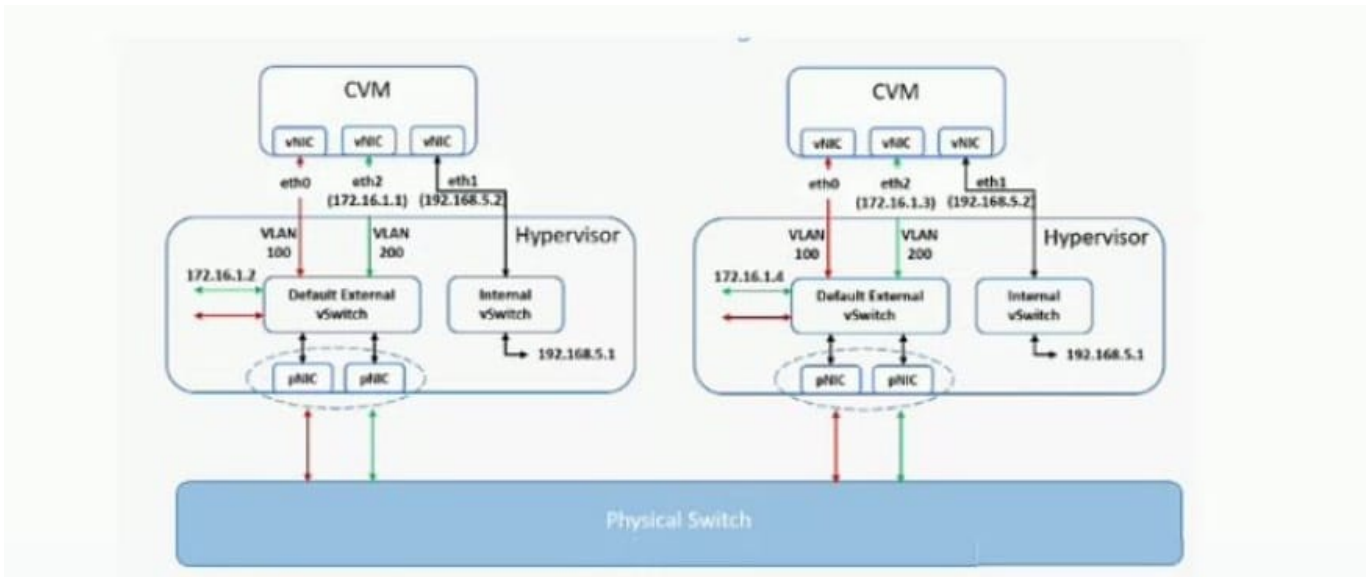 CVM
vNIC vNIC vNIC
eth0 eth2 eth1
(172.16.1.1) (192.168.5.2)
VLAN 100
VLAN 200
Hypervisor
172.16.1.2
Default External vSwitch
Internal vSwitch
192.168.5.1
pNIC pNIC
CVM
vNIC vNIC vNIC
eth0 eth2 eth1
(172.16.1.3) (192.168.5.2)
VLAN 100
VLAN 200
Hypervisor
172.16.1.4
Default External vSwitch
Internal vSwitch
192.168.5.1
pNIC pNIC
Physical Switch